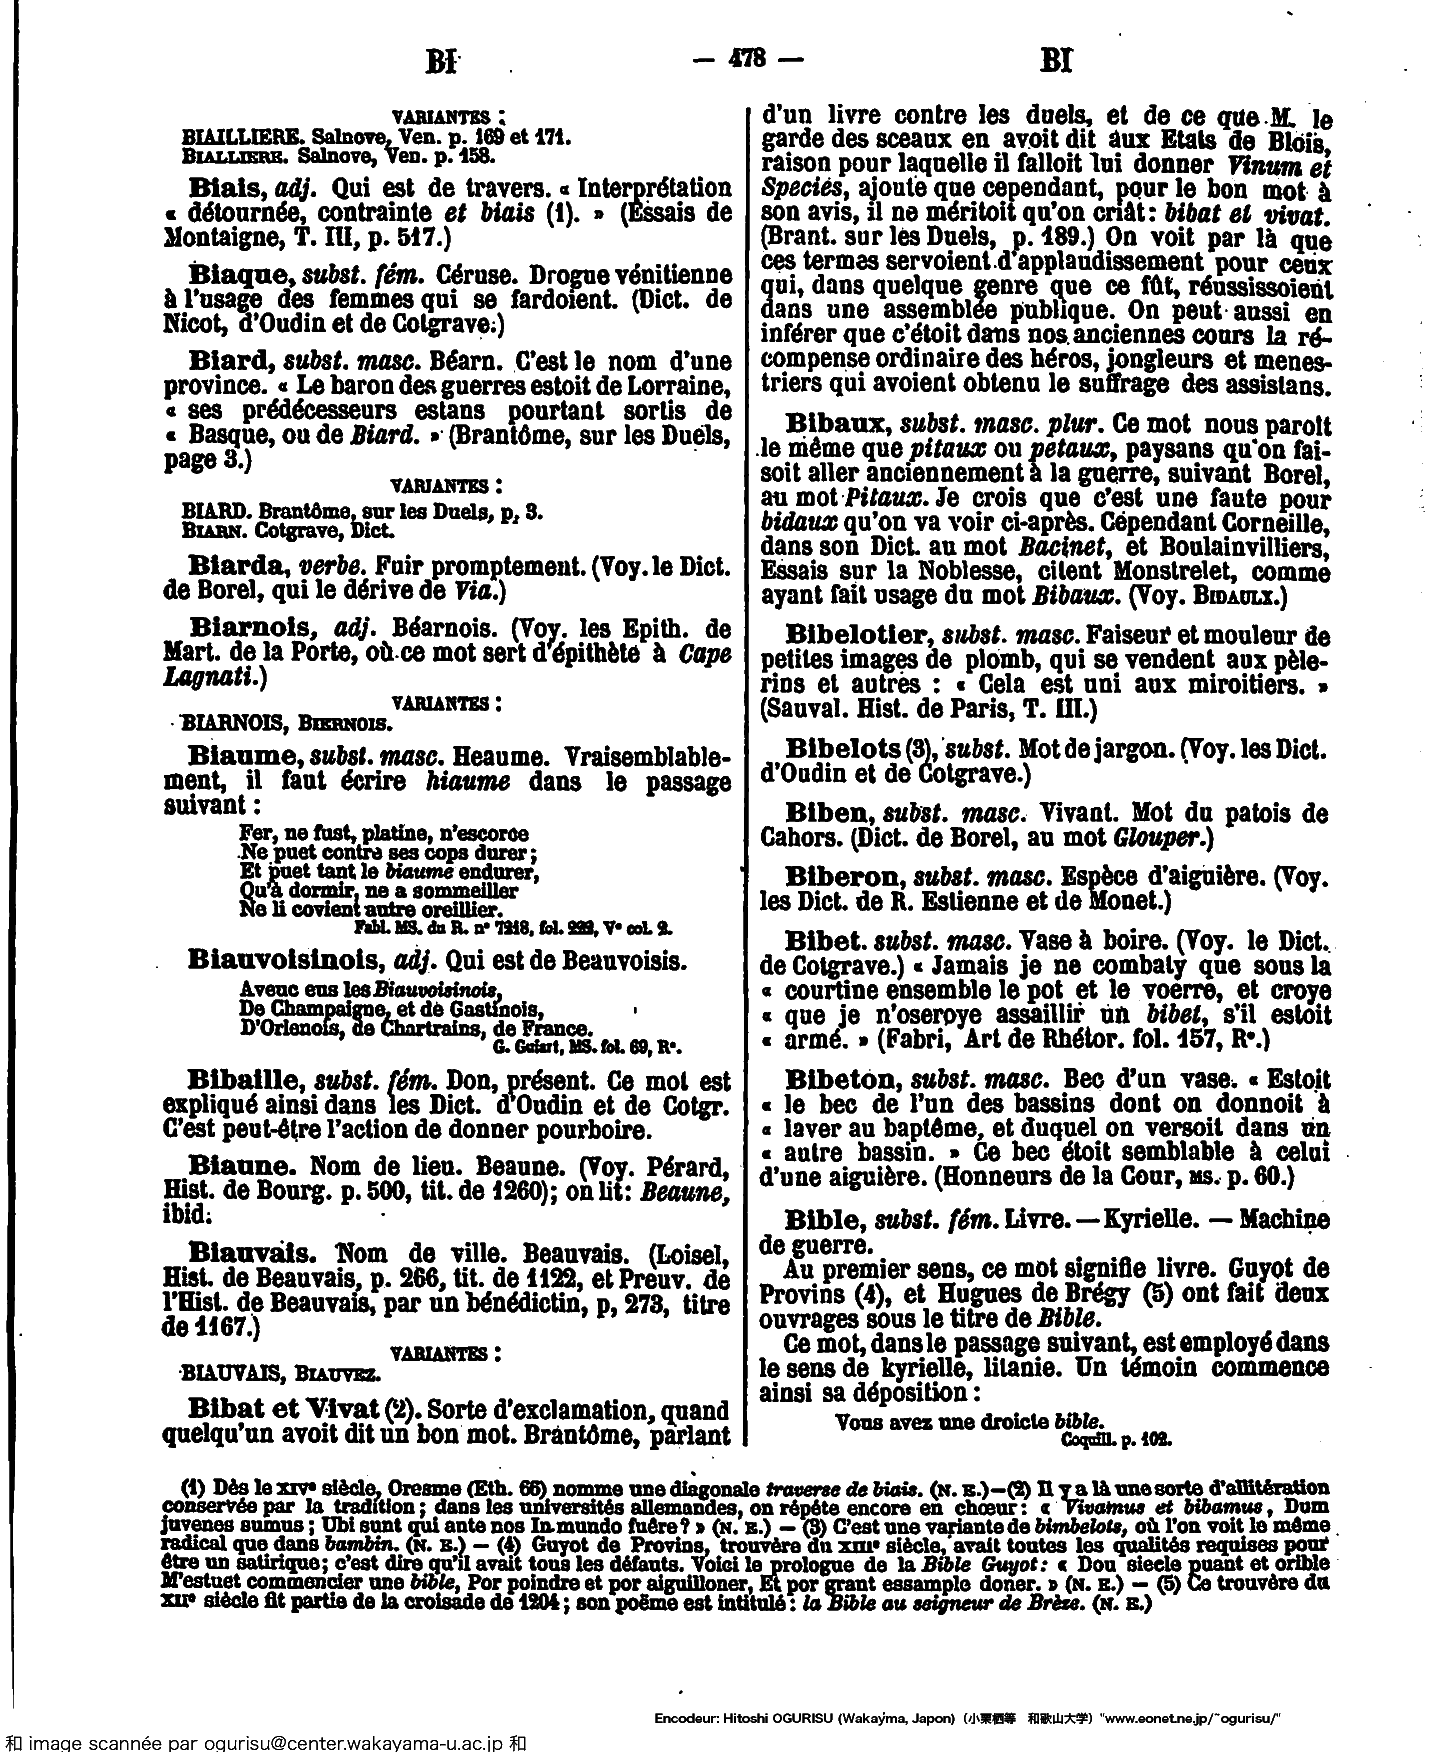 BI
— 478 —
BI
VARIANTES :
BIAILLIERE. Salnove, Ven. p. 169 et 171.
BIALLIERE. Salnove, Ven. p. 158.
Biais, adj. Qui est de travers. « Interprétation
« détournée, contrainte et biais (1). » (Essais de
Montaigne, T. III, p. 517.)
Biaque, subst. fém. Céruse. Drogue vénitienne
à l'usage des femmes qui se fardoient. (Dict. de
Nicot, d'Oudin et de Cotgrave.)
Biard, subst. masc. Béarn. C'est le nom d'une
province. « Le baron des guerres estoit de Lorraine,
« ses prédécesseurs estans pourtant sortis de
« Basque, ou de Biard. » (Brantôme, sur les Duels,
page 3.)
VARIANTES :
BIARD. Brantôme, sur les Duels, p. 3.
BIARN. Cotgrave, Dict.
Biarda, verbe. Fuir promptement. (Voy. le Dict.
de Borel, qui le dérive de Via.)
Biarnois, adj. Béarnois. (Voy. les Epith. de
Mart. de la Porte, où ce mot sert d'épithète à Cape
Lagnati.)
VARIANTES :
BIARNOIS, BIERNOIS.
Biaume, subst. masc. Heaume. Vraisemblable-
ment, il faut écrire hiaume dans le passage
suivant :
Fer, ne fust, platine, n'escorce
Ne puet contre ses cops durer ;
Et puet tant le biaume endurer,
Qu'à dormir, ne a sommeiller
Ne li covient autre oreillier.
Fabl. MS. du R. n° 7218, fol. 222, V° col. 2.
Biauvoisinois, adj. Qui est de Beauvoisis.
Avenc eus les Biauvoisinois,
De Champaigne, et de Gastinois,
D'Orlenois, de Chartrains, de France.
G. Guiart, MS. fol. 69, R°.
Bibaille, subst. fém. Don, présent. Ce mot est
expliqué ainsi dans les Dict. d'Oudin et de Cotgr.
C'est peut-être l'action de donner pourboire.
Biaune. Nom de lieu. Beaune. (Voy. Pérard,
Hist. de Bourg. p. 500, tit. de 1260); on lit : Beaune,
ibid.
Biauvais. Nom de ville. Beauvais. (Loisel,
Hist. de Beauvais, p. 266, tit. de 1122, et Preuv. de
l'Hist. de Beauvais, par un bénédictin, p, 273, titre
de 1167.)
VARIANTES :
BIAUVAIS, BIAUVEZ.
Bibat et Vivat (2). Sorte d'exclamation, quand
quelqu'un avoit dit un bon mot. Brantôme, parlant
d'un livre contre les duels, et de ce que M. le
garde des sceaux en avoit dit aux Etats de Blois,
raison pour laquelle il falloit lui donner Vinum et
Speciés, ajoute que cependant, pour le bon mot à
son avis, il ne méritoit qu'on criât : bibat et vivat.
(Brant. sur les Duels, p. 189.) On voit par là que
ces termes servoient d'applaudissement pour ceux
qui, dans quelque genre que ce fût, réussissoient
dans une assemblée publique. On peut aussi en
inférer que c'étoit dans nos anciennes cours la ré-
compense ordinaire des héros, jongleurs et menes-
triers qui avoient obtenu le suffrage des assistans.
Bibaux, subst. masc. plur. Ce mot nous paroît
le même que pitaux ou petaux, paysans qu'on fai-
soit aller anciennement à la guerre, suivant Borel,
au mot Pitaux. Je crois que c'est une faute pour
bidaux qu'on va voir ci-après. Cependant Corneille,
dans son Dict. au mot Bacinet, et Boulainvilliers,
Essais sur la Noblesse, citent Monstrelet, comme
ayant fait usage du mot Bibaux. (Voy. BIDAULX.)
Bibelotier, subst. masc. Faiseur et mouleur de
petites images de plomb, qui se vendent aux pèle-
rins et autres : « Cela est uni aux miroitiers. »
(Sauval. Hist. de Paris, T. III.)
Bibelots (3), subst. Mot de jargon. (Voy. les Dict.
d'Oudin et de Cotgrave.)
Biben, subst. masc. Vivant. Mot du patois de
Cahors. (Dict. de Borel, au mot Glouper.)
Biberon, subst. masc. Espèce d'aiguière. (Voy.
les Dict. de R. Estienne et de Monet.)
Bibet. subst. masc. Vase à boire. (Voy. le Dict.
de Cotgrave.) « Jamais je ne combaty que sous la
« courtine ensemble le pot et le voerre, et croye
« que je n'oseroye assaillir un bibet, s'il estoit
« armé. » (Fabri, Art de Rhétor. fol. 157, R°.)
Bibeton, subst. masc. Bec d'un vase. « Estoit
« le bec de l'un des bassins dont on donnoit à
« laver au baptême, et duquel on versoit dans un
« autre bassin. » Ce bec étoit semblable à celui
d'une aiguière. (Honneurs de la Cour, MS. p. 60.)
Bible, subst. fém. Livre. — Kyrielle. — Machine
de guerre.
Au premier sens, ce mot signifie livre. Guyot de
Provins (4), et Hugues de Brégy (5) ont fait deux
ouvrages sous le titre de Bible.
Ce mot, dans le passage suivant, est employé dans
le sens de kyrielle, litanie. Un témoin commence
ainsi sa déposition :
Vous avez une droicte bible.
Coquill. p. 102.
(1) Dès le XIV° siècle, Oresme (Eth. 66) nomme une diagonale traverse de biais. (N. E.) — (2) Il y a là une sorte d'allitération
conservée par la tradition ; dans les universités allemandes, on répète encore en chœur : « Vivamus et bibamus, Dum
juvenes sumus ; Ubi sunt qui ante nos In mundo fuêre ? » (N. E.) — (3) C'est une variante de bimbelots, où l'on voit le même
radical que dans bambin. (N. E.) — (4) Guyot de Provins, trouvère du XIII° siècle, avait toutes les qualités requises pour
être un satirique; c'est dire qu'il avait tous les défauts. Voici le prologue de la Bible Guyot : « Dou siecle puant et orible
M'estuet commencier une bible, Por poindre et por aiguilloner, Et por grant essample doner. » (N. E.) — (5) Ce trouvère du
XII° siècle fit partie de la croisade de 1204 ; son poëme est intitulé : la Bible au seigneur de Brèze. (N. E.)
Encodeur: Hitoshi OGURISU (Wakayma, Japon)（小栗栖等 和歌山大学）"www.eonet.ne.jp/~ogurisu/"
和 image scannée par ogurisu@center.wakayama-u.ac.jp 和